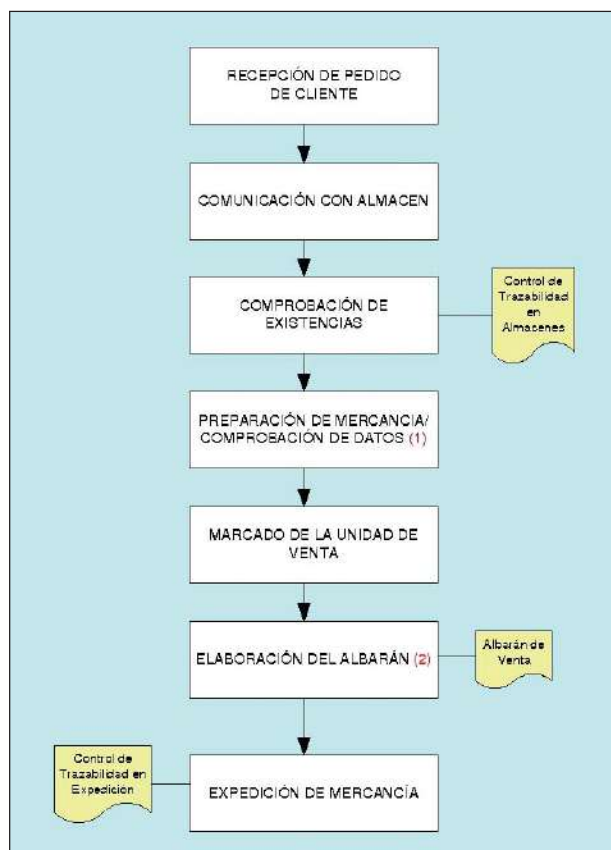 RECEPCIÓN DE PEDIDO
DE CLIENTE
COMUNICACIÓN CON ALMACEN
COMPROBACIÓN DE
EXISTENCIAS
Control de
Trazabilidad
en
Almacenes
PREPARACIÓN DE MERCANCIA/
COMPROBACIÓN DE DATOS (1)
MARCADO DE LA UNIDAD DE
VENTA
ELABORACIÓN DEL ALBARÁN (2)
Albarán de
Venta
Control de
Trazabilidad en
Expedición
EXPEDICIÓN DE MERCANCÍA